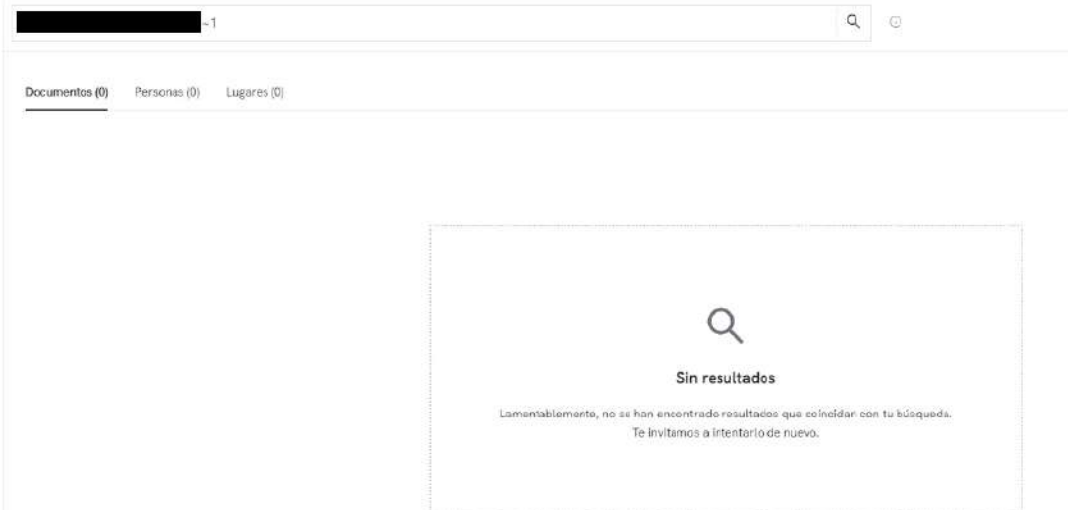 ~1
Documentos (0) Personas (0) Lugares (0)
Sin resultados
Lamentablemente, no se han encontrado resultados que coincidan con tu búsqueda.
Te invitamos a intentarlo de nuevo.